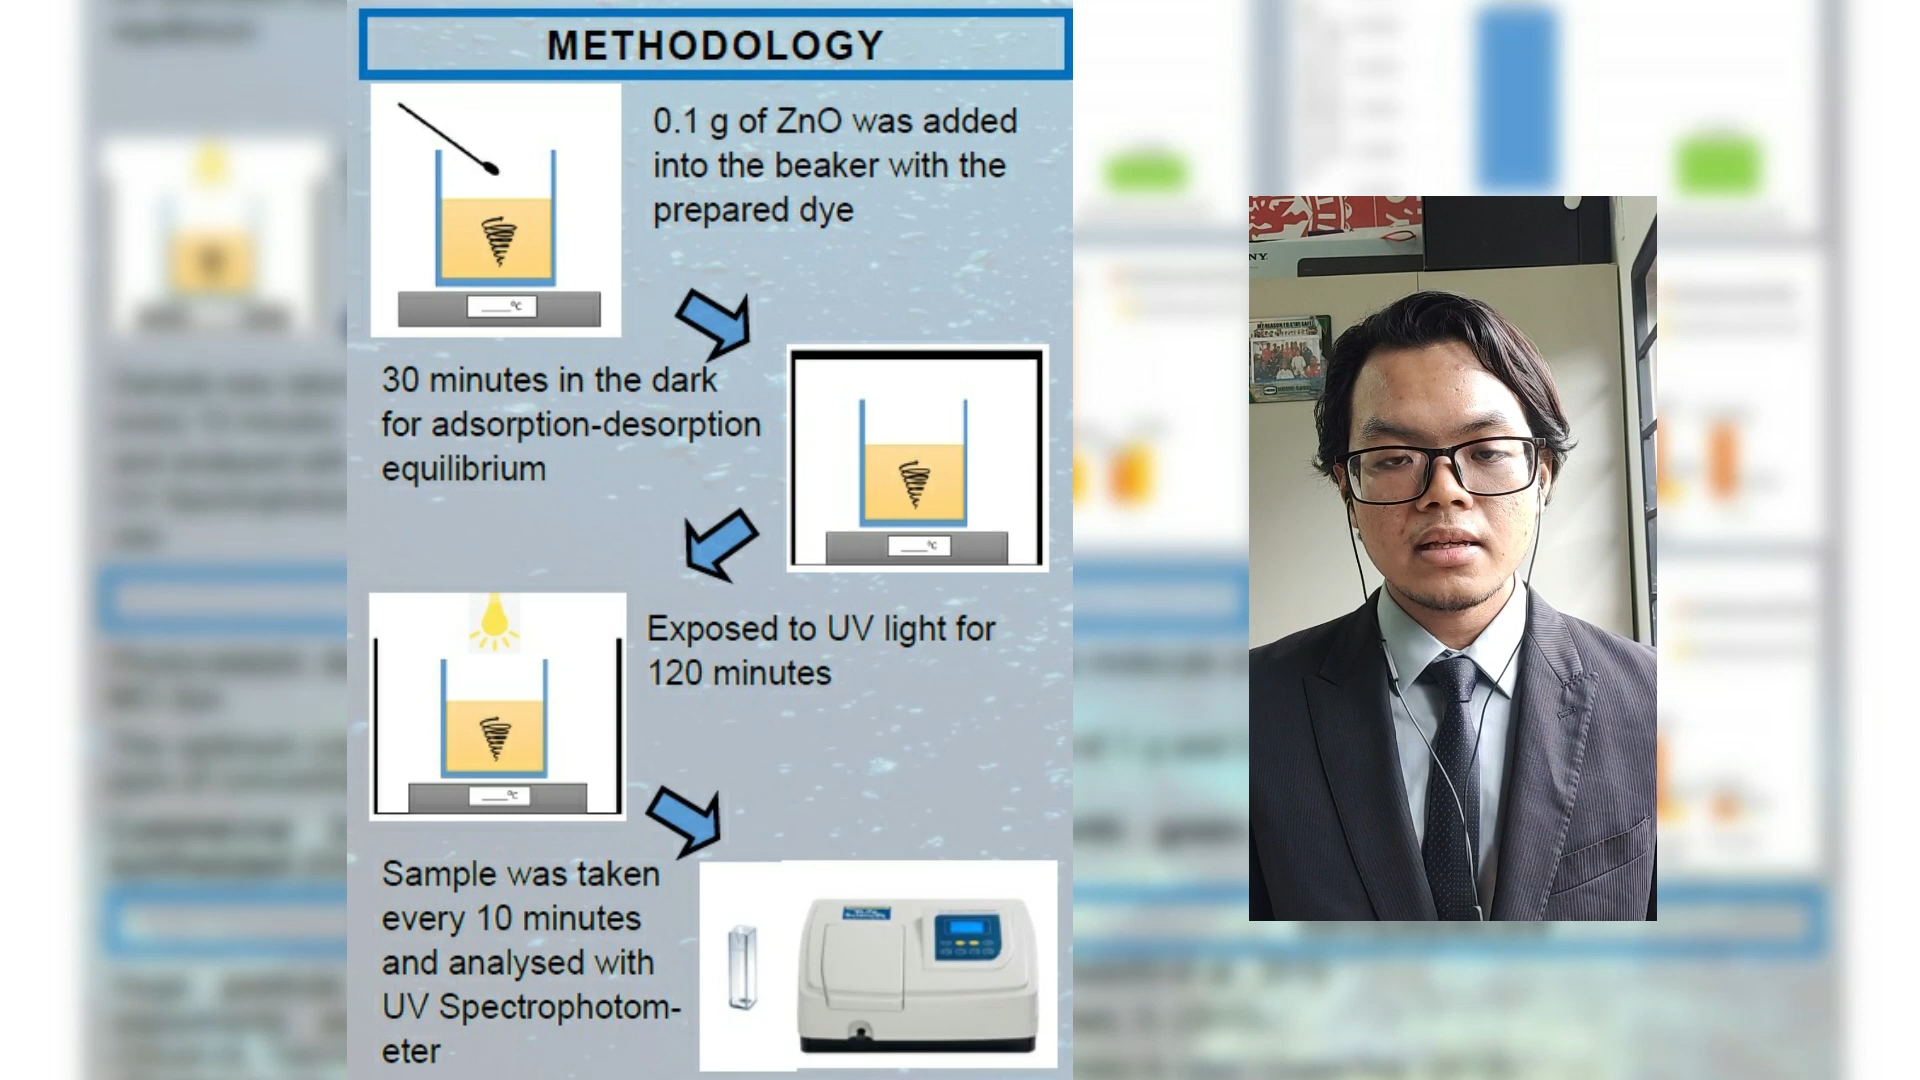 METHODOLOGY
0.1 g of ZnO was added
into the beaker with the
prepared dye
°C
30 minutes in the dark
for adsorption-desorption
equilibrium
°C
Exposed to UV light for
120 minutes
°C
Sample was taken
every 10 minutes
and analysed with
UV Spectrophotom-
eter
NY